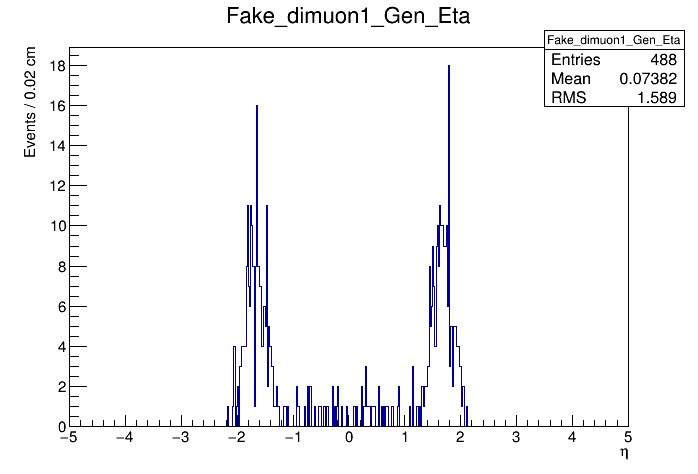 Fake_dimuon1_Gen_Eta
Fake_dimuon1_Gen_Eta
Entries 488
Mean 0.07382
RMS 1.589
Events / 0.02 cm
18
16
14
12
10
8
6
4
2
0
−5 −4 −3 −2 −1 0 1 2 3 4 5
η